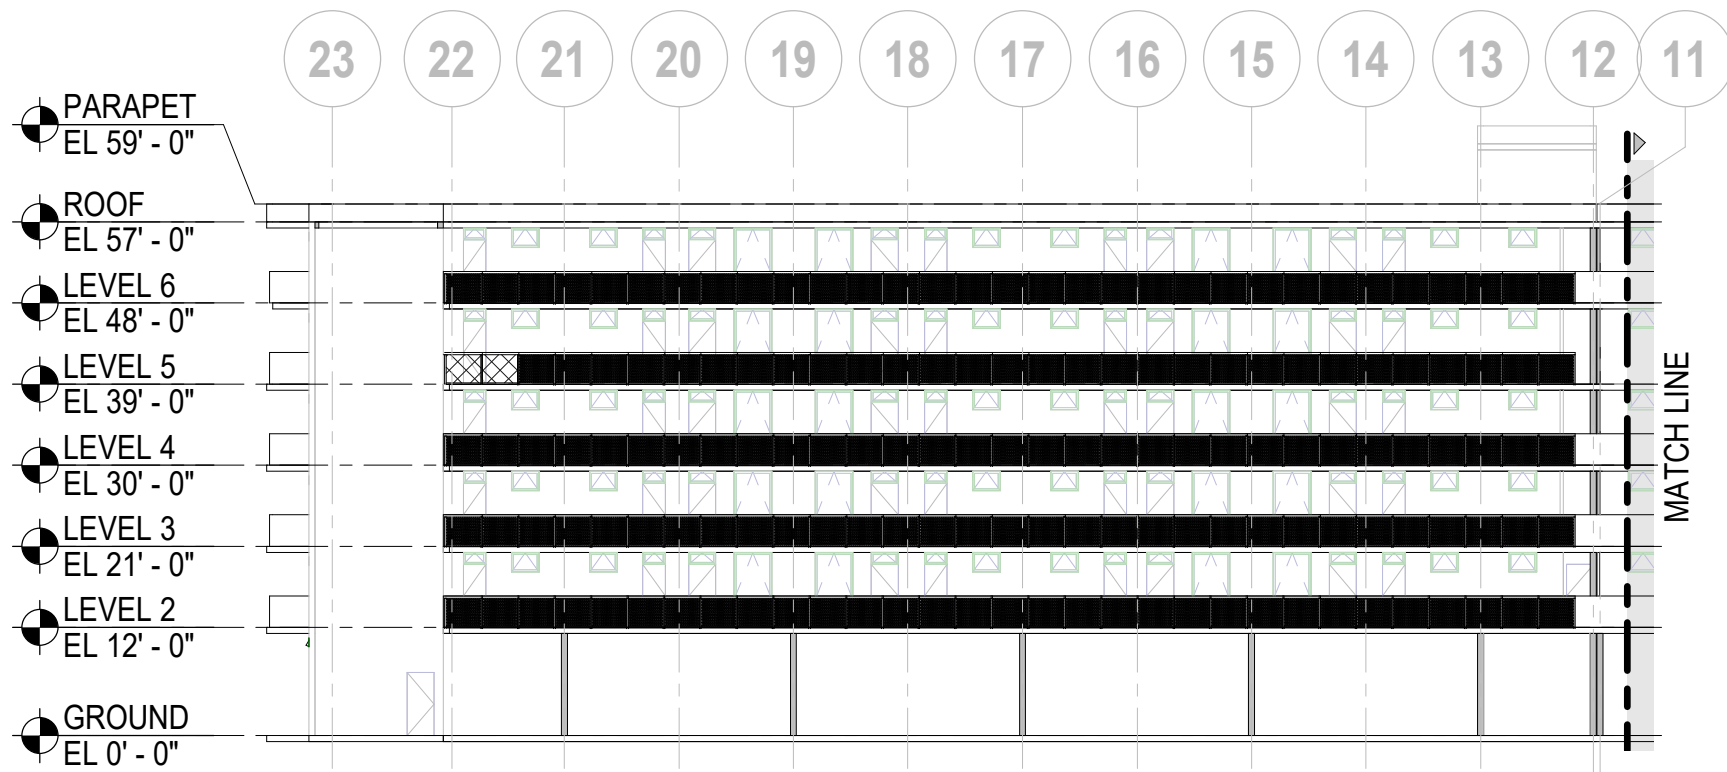 23 22 21 20 19 18 17 16 15 14 13 12 11
PARAPET
EL 59' - 0"
ROOF
EL 57' - 0"
LEVEL 6
EL 48' - 0"
LEVEL 5
EL 39' - 0"
LEVEL 4
EL 30' - 0"
LEVEL 3
EL 21' - 0"
LEVEL 2
EL 12' - 0"
GROUND
EL 0' - 0"
MATCH LINE